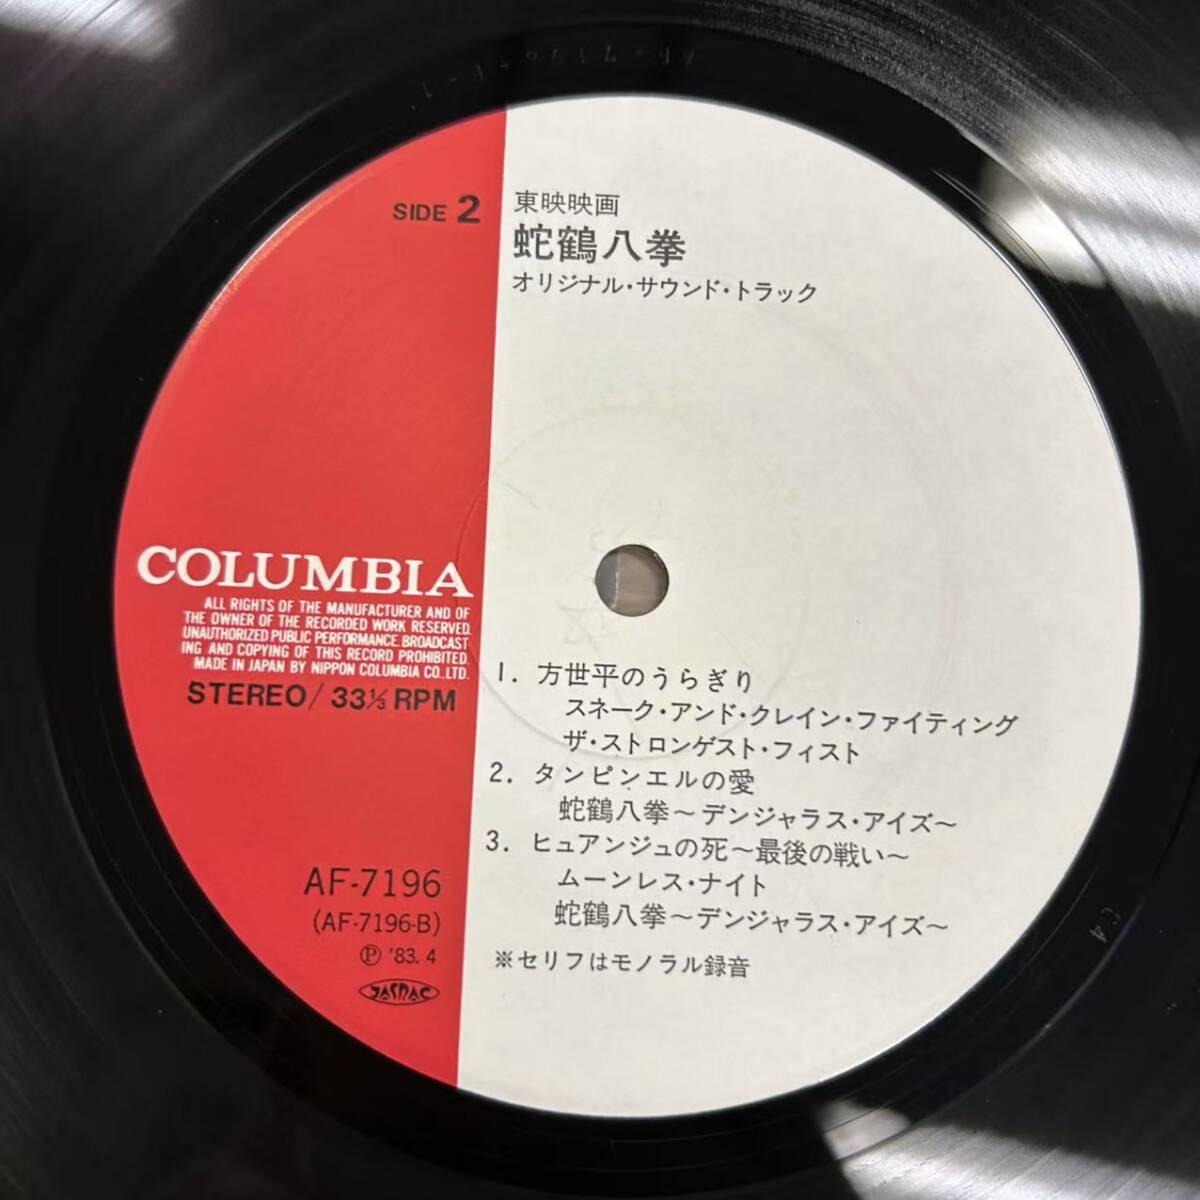 SIDE 2
東映映画
蛇鶴八拳
オリジナル・サウンド・トラック
COLUMBIA
ALL RIGHTS OF THE MANUFACTURER AND OF
THE OWNER OF THE RECORDED WORK RESERVED.
UNAUTHORIZED PUBLIC PERFORMANCE. BROADCAST-
ING AND COPYING OF THIS RECORD PROHIBITED.
MADE IN JAPAN BY NIPPON COLUMBIA CO., LTD.
STEREO/ 33⅓ RPM
1. 方世平のうらぎり
スネーク・アンド・クレイン・ファイティング
ザ・ストロンゲスト・フィスト
2. タンピンエルの愛
蛇鶴八拳〜デンジャラス・アイズ〜
3. ヒュアンジュの死〜最後の戦い〜
ムーンレス・ナイト
蛇鶴八拳〜デンジャラス・アイズ〜
※セリフはモノラル録音
AF-7196
(AF-7196-B)
Ⓟ '83. 4
JASRAC